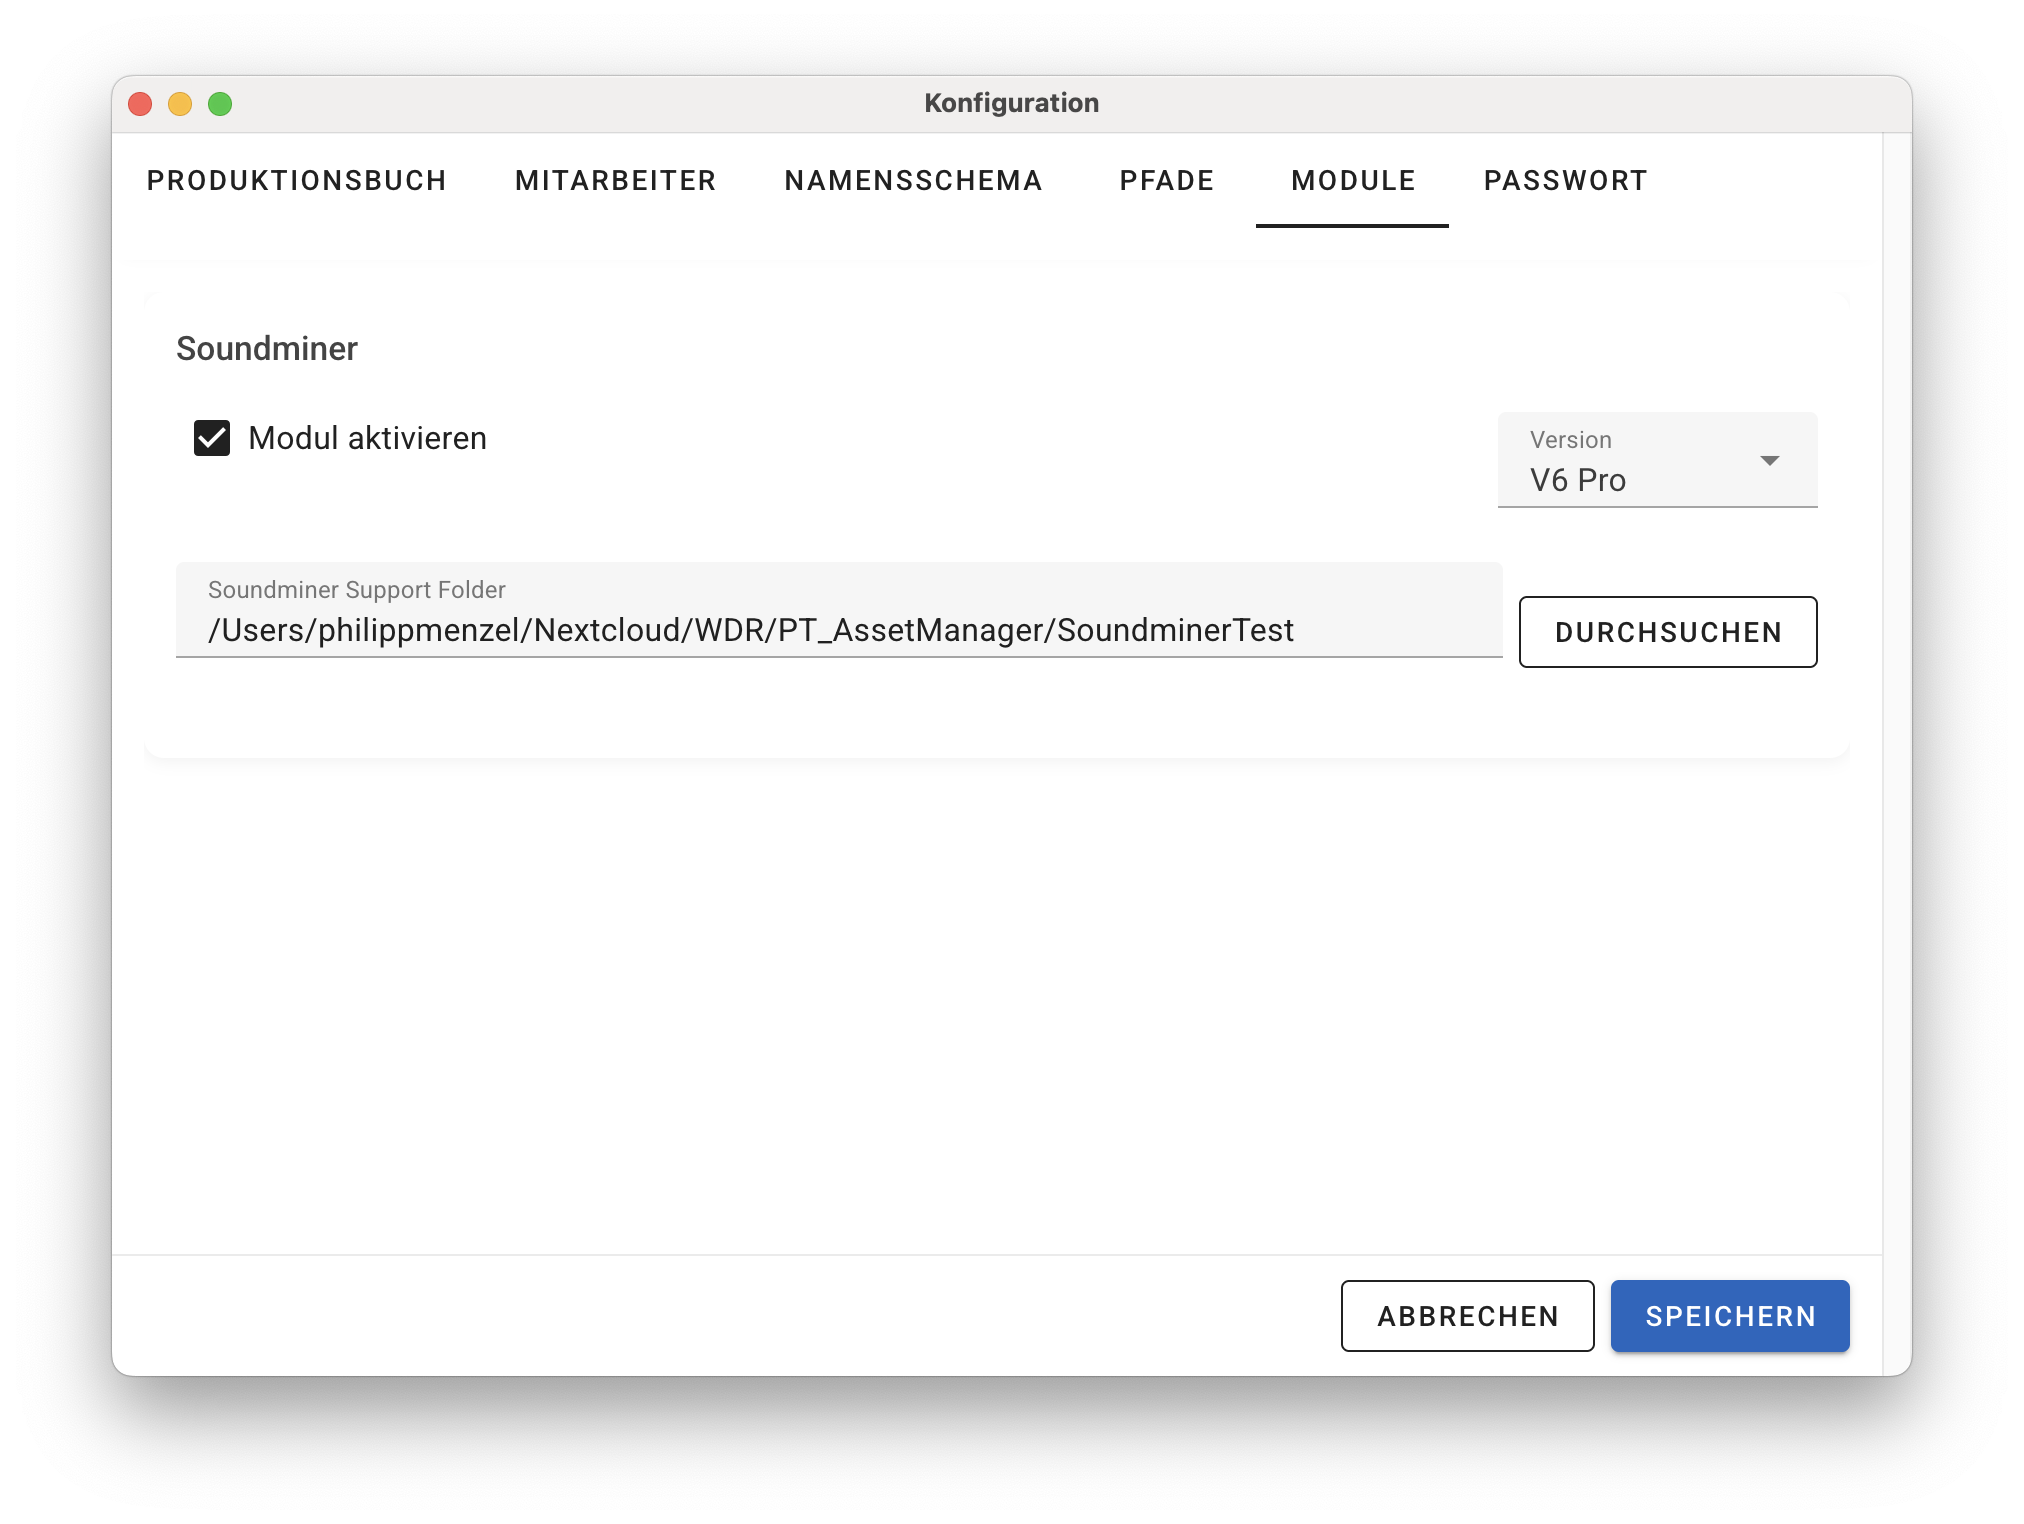 Konfiguration
PRODUKTIONSBUCH MITARBEITER NAMENSSCHEMA PFADE MODULE PASSWORT
Soundminer
Modul aktivieren
Version
V6 Pro
Soundminer Support Folder
/Users/philippmenzel/Nextcloud/WDR/PT_AssetManager/SoundminerTest
DURCHSUCHEN
ABBRECHEN SPEICHERN